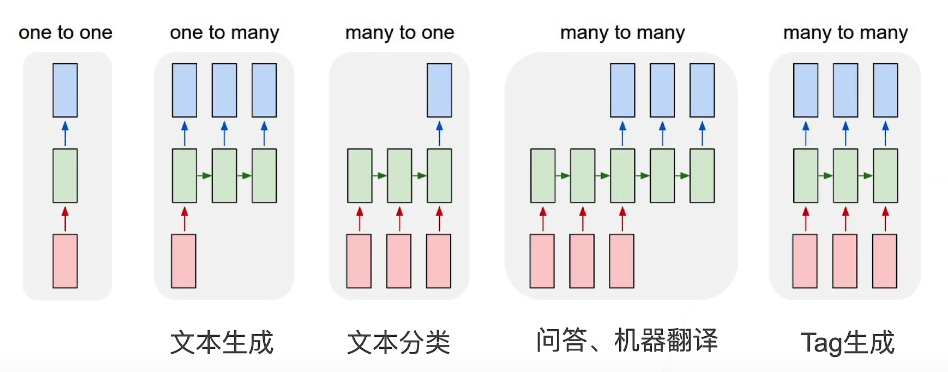 one to one
one to many
many to one
many to many
many to many
文本生成
文本分类
问答、机器翻译
Tag生成